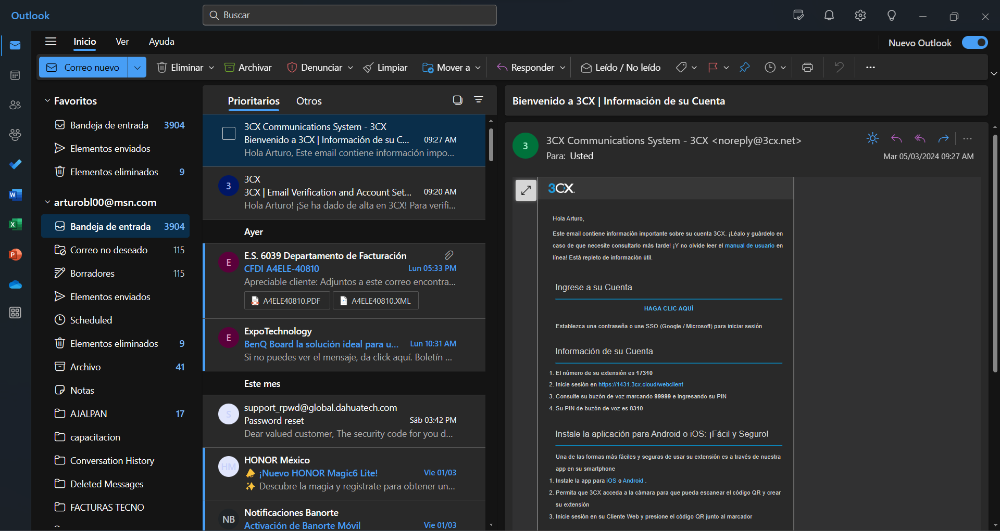 Outlook
Buscar
Inicio
Ver
Ayuda
Nuevo Outlook
Correo nuevo
Eliminar
Archivar
Denunciar
Limpiar
Mover a
Responder
Leído / No leído
Favoritos
Bandeja de entrada 3904
Elementos enviados
Elementos eliminados 9
arturobl00@msn.com
Bandeja de entrada 3904
Correo no deseado 115
Borradores 115
Elementos enviados
Scheduled
Elementos eliminados 9
Archivo 41
Notas
AJALPAN 17
capacitacion
Conversation History
Deleted Messages
FACTURAS TECNO
Prioritarios
Otros
3CX Communications System - 3CX
Bienvenido a 3CX | Información de su C... 09:27 AM
Hola Arturo, Este email contiene información impo...
3
3CX
3CX | Email Verification and Account Set... 09:20 AM
Hola Arturo! ¡Se ha dado de alta en 3CX! Para verifi...
Ayer
E
E.S. 6039 Departamento de Facturación
CFDI A4ELE-40810 Lun 05:33 PM
Apreciable cliente: Adjuntos a este correo encontra...
A4ELE40810.PDF
A4ELE40810.XML
E
ExpoTechnology
BenQ Board la solución ideal para u... Lun 10:31 AM
Si no puedes ver el mensaje, da click aquí. Boletín ...
Este mes
S
support_rpwd@global.dahuatech.com
Password reset Sáb 03:42 PM
Dear valued customer, The security code for you d...
HM
HONOR México
¡Nuevo HONOR Magic6 Lite! Vie 01/03
Descubre la magia y registrate para obtener un...
NB
Notificaciones Banorte
Activación de Banorte Móvil Vie 01/03
Bienvenido a 3CX | Información de su Cuenta
3
3CX Communications System - 3CX <noreply@3cx.net>
Para: Usted
Mar 05/03/2024 09:27 AM
3CX
Hola Arturo,
Este email contiene información importante sobre su cuenta 3CX. ¡Léalo y guárdelo en
caso de que necesite consultarlo más tarde! ¡Y no olvide leer el manual de usuario en
línea! Está repleto de información útil.
Ingrese a su Cuenta
HAGA CLIC AQUÍ
Establezca una contraseña o use SSO (Google / Microsoft) para iniciar sesión
Información de su Cuenta
1. El número de su extensión es 17310
2. Inicie sesión en https://1431.3cx.cloud/webclient
3. Consulte su buzón de voz marcando 99999 e ingresando su PIN
4. Su PIN de buzón de voz es 8310
Instale la aplicación para Android o iOS: ¡Fácil y Seguro!
Una de las formas más fáciles y seguras de usar su extensión es a través de nuestra
app en su smartphone
1. Instale la app para iOS o Android .
2. Permita que 3CX acceda a la cámara para que pueda escanear el código QR y crear
su extensión
3. Inicie sesión en su Cliente Web y presione el código QR junto al marcador